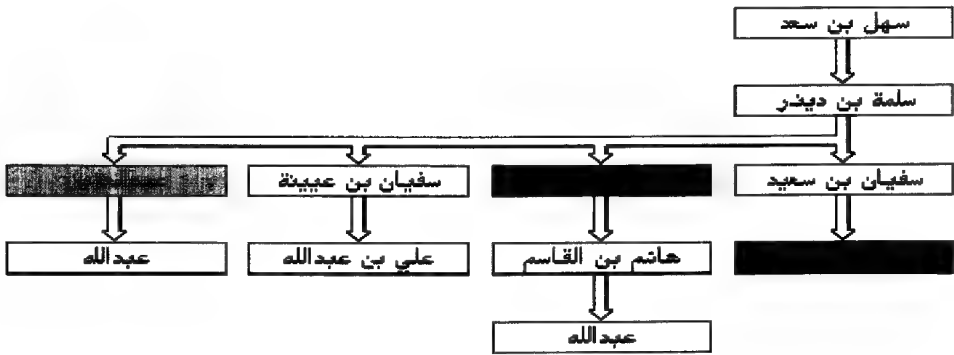 سهل بن سعد
سلمة بن دينر
سفيان بن سعيد
سفيان بن عيينة
هاشم بن القاسم
علي بن عبدالله
عبدالله
عبدالله